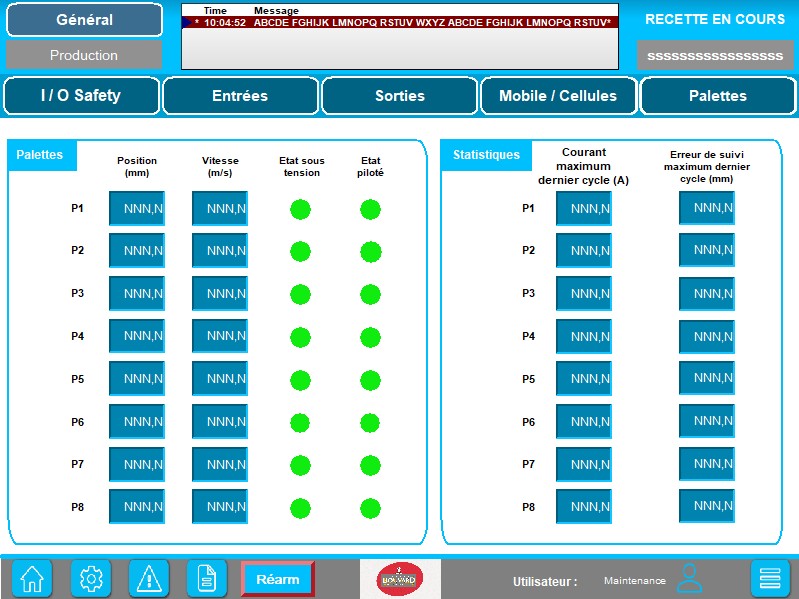 Général
Time Message
* 10:04:52 ABCDE FGHIJK LMNOPQ RSTUV WXYZ ABCDE FGHIJK LMNOPQ RSTUV*
RECETTE EN COURS
Production
sssssssssssssssss
I / O Safety Entrées Sorties Mobile / Cellules Palettes
Palettes
Position
(mm)
Vitesse
(m/s)
Etat sous
tension
Etat
piloté
P1 NNN,N NNN,N
P2 NNN,N NNN,N
P3 NNN,N NNN,N
P4 NNN,N NNN,N
P5 NNN,N NNN,N
P6 NNN,N NNN,N
P7 NNN,N NNN,N
P8 NNN,N NNN,N
Statistiques
Courant
maximum
dernier cycle (A)
Erreur de suivi
maximum dernier
cycle (mm)
P1 NNN,N NNN,N
P2 NNN,N NNN,N
P3 NNN,N NNN,N
P4 NNN,N NNN,N
P5 NNN,N NNN,N
P6 NNN,N NNN,N
P7 NNN,N NNN,N
P8 NNN,N NNN,N
Réarm
BOUVARD
Utilisateur : Maintenance